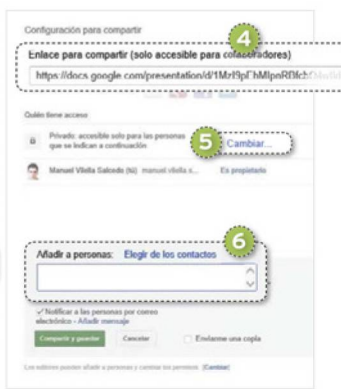 Configuración para compartir
4
Enlace para compartir (solo accesible para colaboradores)
https://docs.google.com/presentation/d/
Quién tiene acceso
Privado: accesible solo para las personas
que se indican a continuación
5
Cambiar...
Manuel Vilella Salcedo (tú) manuel.vilella s...
Es propietario
6
Añadir a personas: Elegir de los contactos
Notificar a las personas por correo
electrónico - Añadir mensaje
Compartir y guardar
Cancelar
Enviarme una copia
Los editores pueden añadir a personas y cambiar los permisos. [Cambiar]